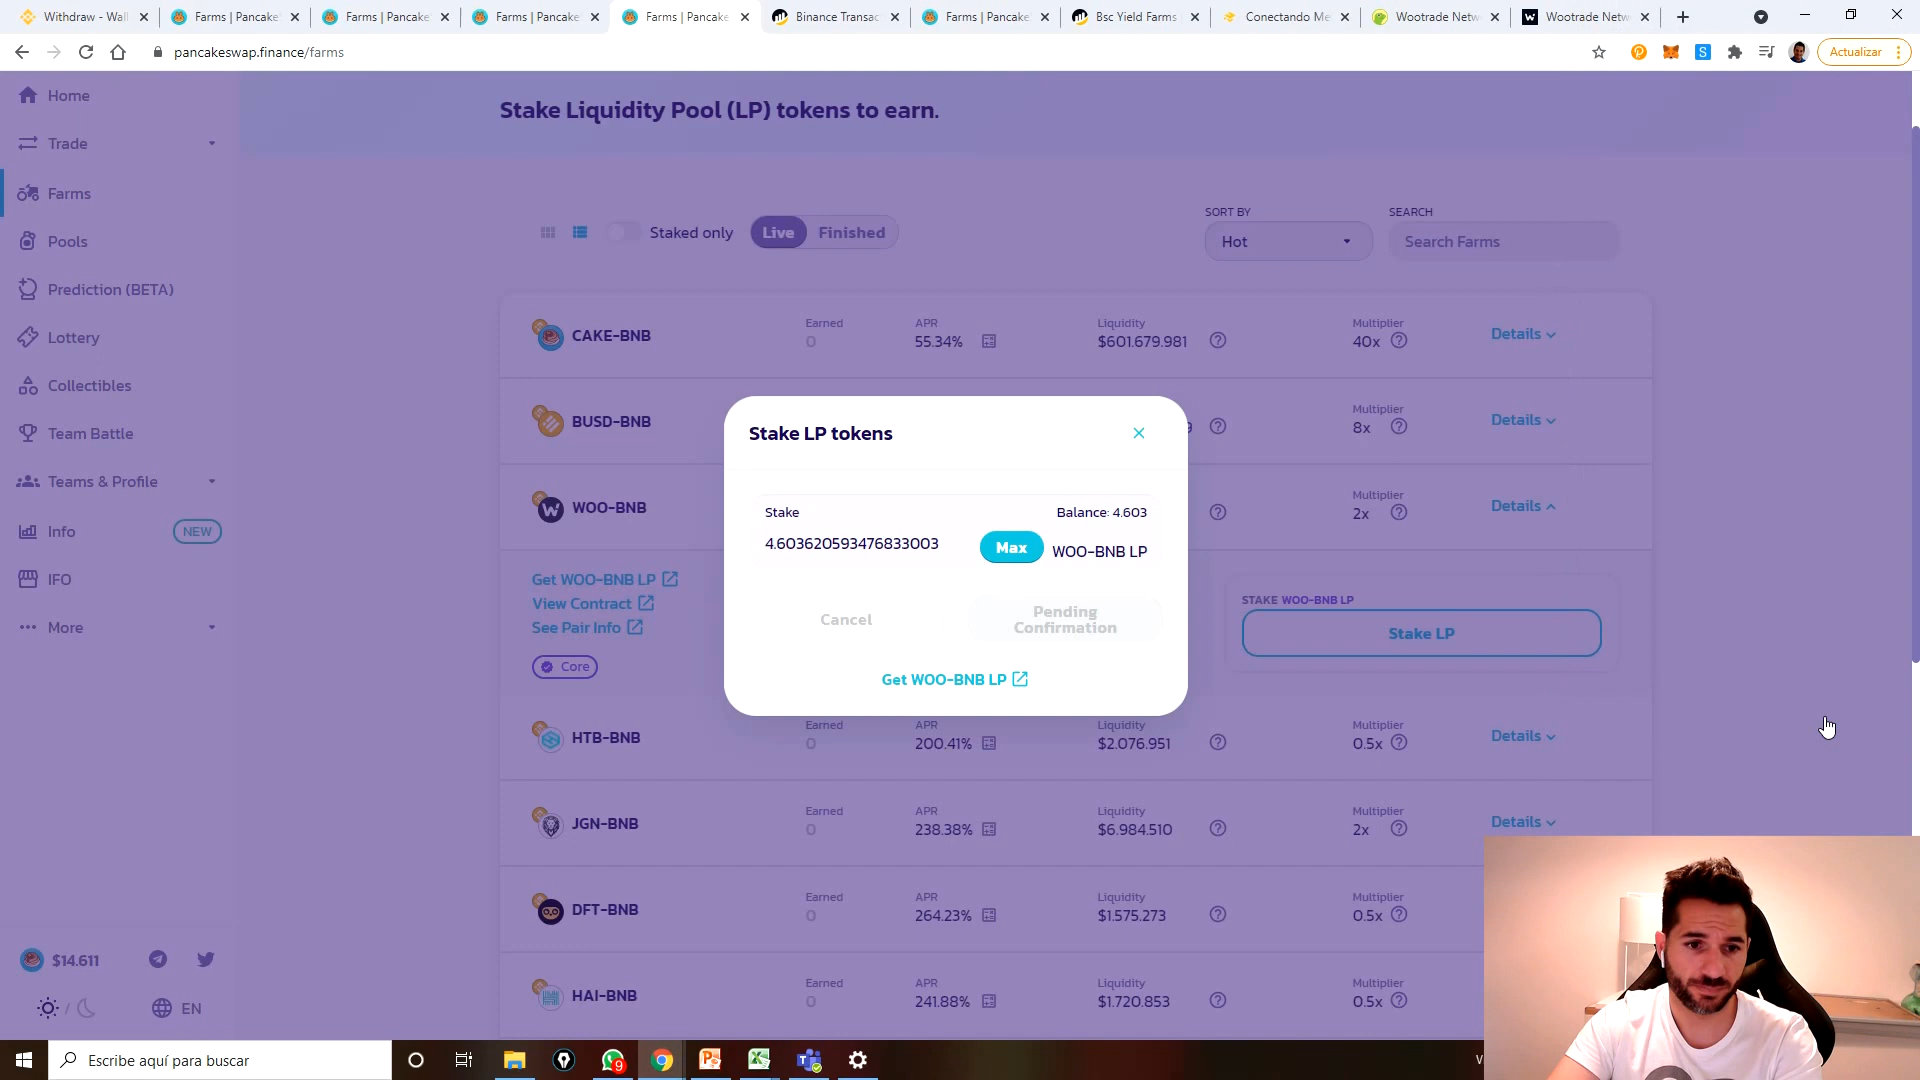 Withdraw - Wall
Farms | Pancake
Farms | Pancake
Farms | Pancake
Farms | Pancake
Binance Transac
Farms | Pancake
Bsc Yield Farms
Conectando Me
Wootrade Netw
Wootrade Netw
pancakeswap.finance/farms
Actualizar
Home
Trade
Farms
Pools
Prediction (BETA)
Lottery
Collectibles
Team Battle
Teams & Profile
Info
NEW
IFO
More
$14.611
EN
Stake Liquidity Pool (LP) tokens to earn.
Staked only
Live
Finished
SORT BY
Hot
SEARCH
Search Farms
CAKE-BNB
Earned
0
APR
55.34%
Liquidity
$601.679.981
Multiplier
40x
Details
BUSD-BNB
Multiplier
8x
Details
WOO-BNB
Multiplier
2x
Details
Get WOO-BNB LP
View Contract
See Pair Info
Core
STAKE WOO-BNB LP
Stake LP
Stake LP tokens
Stake
Balance: 4.603
4.603620593476833003
Max
WOO-BNB LP
Cancel
Pending
Confirmation
Get WOO-BNB LP
HTB-BNB
Earned
0
APR
200.41%
Liquidity
$2.076.951
Multiplier
0.5x
Details
JGN-BNB
Earned
0
APR
238.38%
Liquidity
$6.984.510
Multiplier
2x
Details
DFT-BNB
Earned
0
APR
264.23%
Liquidity
$1.575.273
Multiplier
0.5x
HAI-BNB
Earned
0
APR
241.88%
Liquidity
$1.720.853
Multiplier
0.5x
Escribe aquí para buscar
9